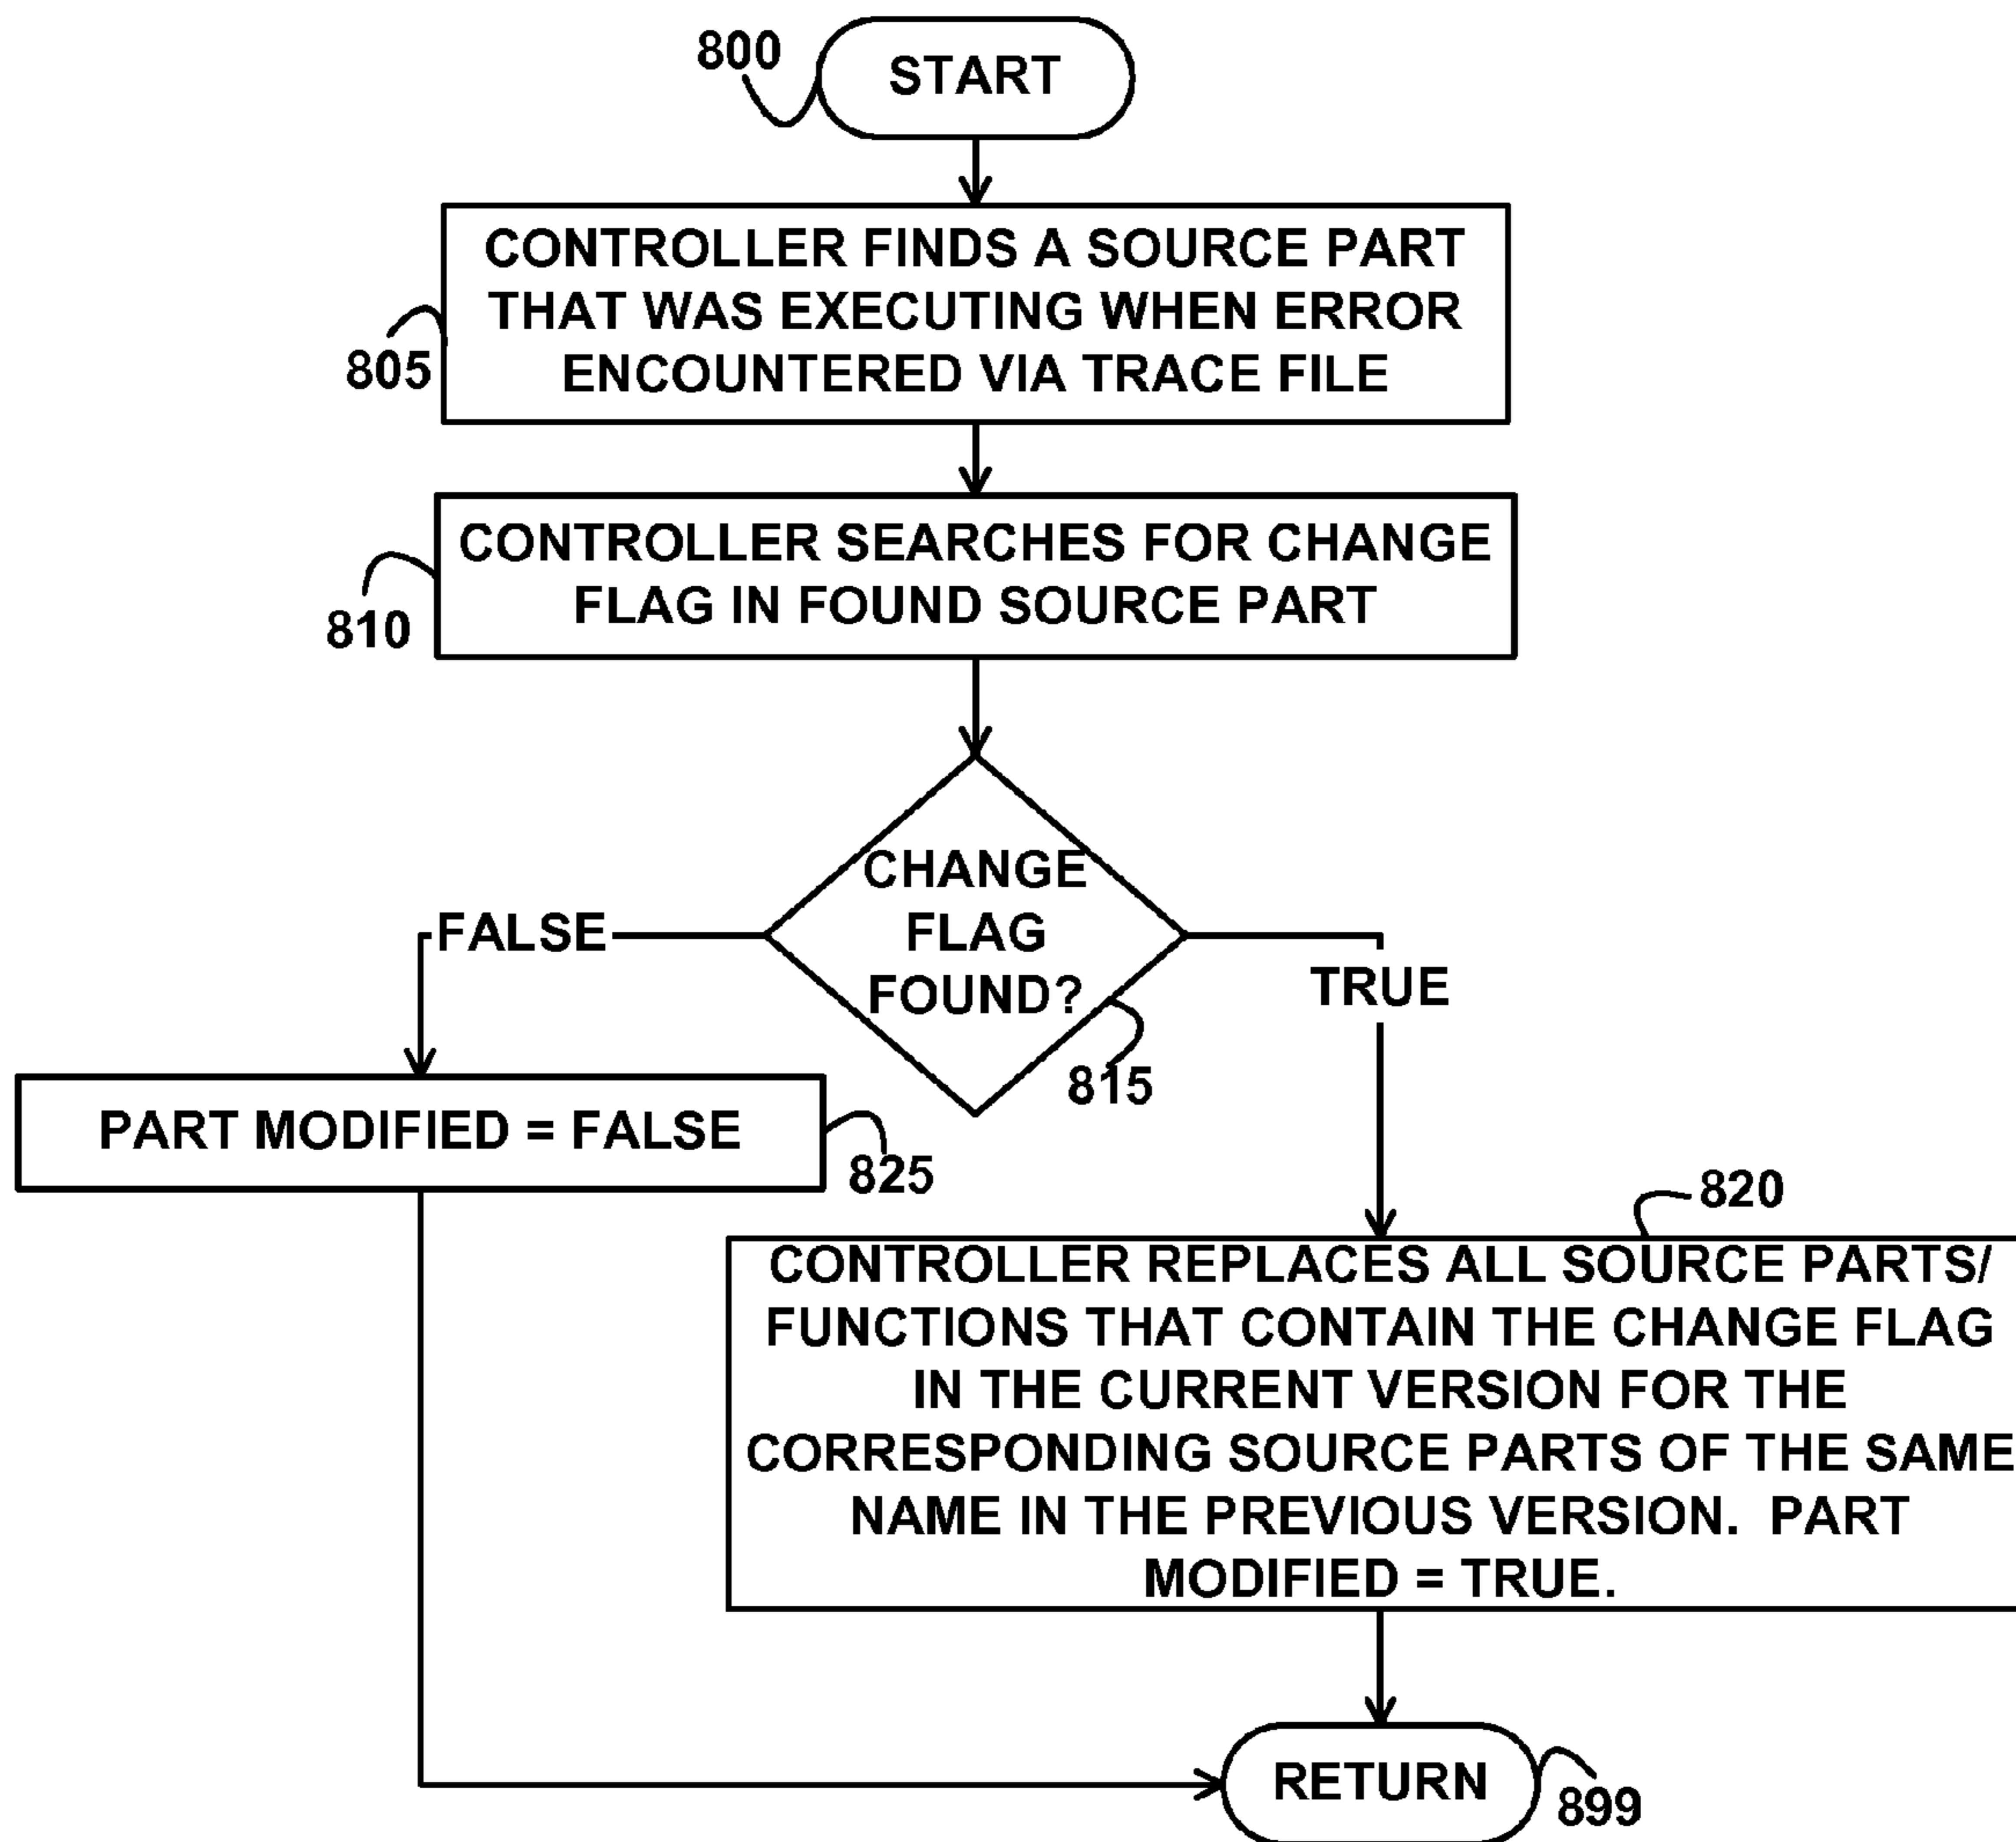 800
START
CONTROLLER FINDS A SOURCE PART
THAT WAS EXECUTING WHEN ERROR
ENCOUNTERED VIA TRACE FILE
805
CONTROLLER SEARCHES FOR CHANGE
FLAG IN FOUND SOURCE PART
810
CHANGE
FLAG
FOUND?
815
FALSE
TRUE
PART MODIFIED = FALSE
825
820
CONTROLLER REPLACES ALL SOURCE PARTS/
FUNCTIONS THAT CONTAIN THE CHANGE FLAG
IN THE CURRENT VERSION FOR THE
CORRESPONDING SOURCE PARTS OF THE SAME
NAME IN THE PREVIOUS VERSION. PART
MODIFIED = TRUE.
RETURN
899